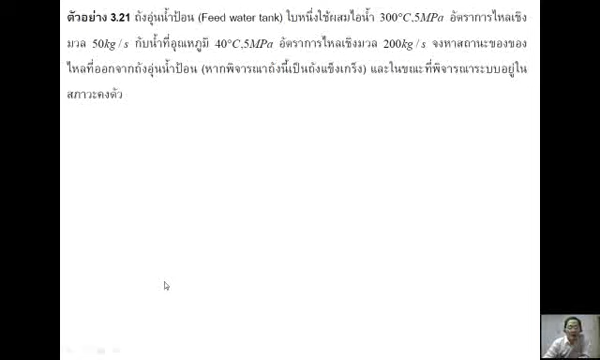 ตัวอย่าง 3.21 ถังอุ่นน้ำป้อน (Feed water tank) ใบหนึ่งใช้ผสมไอน้ำ 300°C,5MPa อัตราการไหลเชิง
มวล 50kg / s กับน้ำที่อุณหภูมิ 40°C,5MPa อัตราการไหลเชิงมวล 200kg / s จงหาสถานะของของ
ไหลที่ออกจากถังอุ่นน้ำป้อน (หากพิจารณาถังนี้เป็นถังแข็งเกร็ง) และในขณะที่พิจารณาระบบอยู่ใน
สภาวะคงตัว